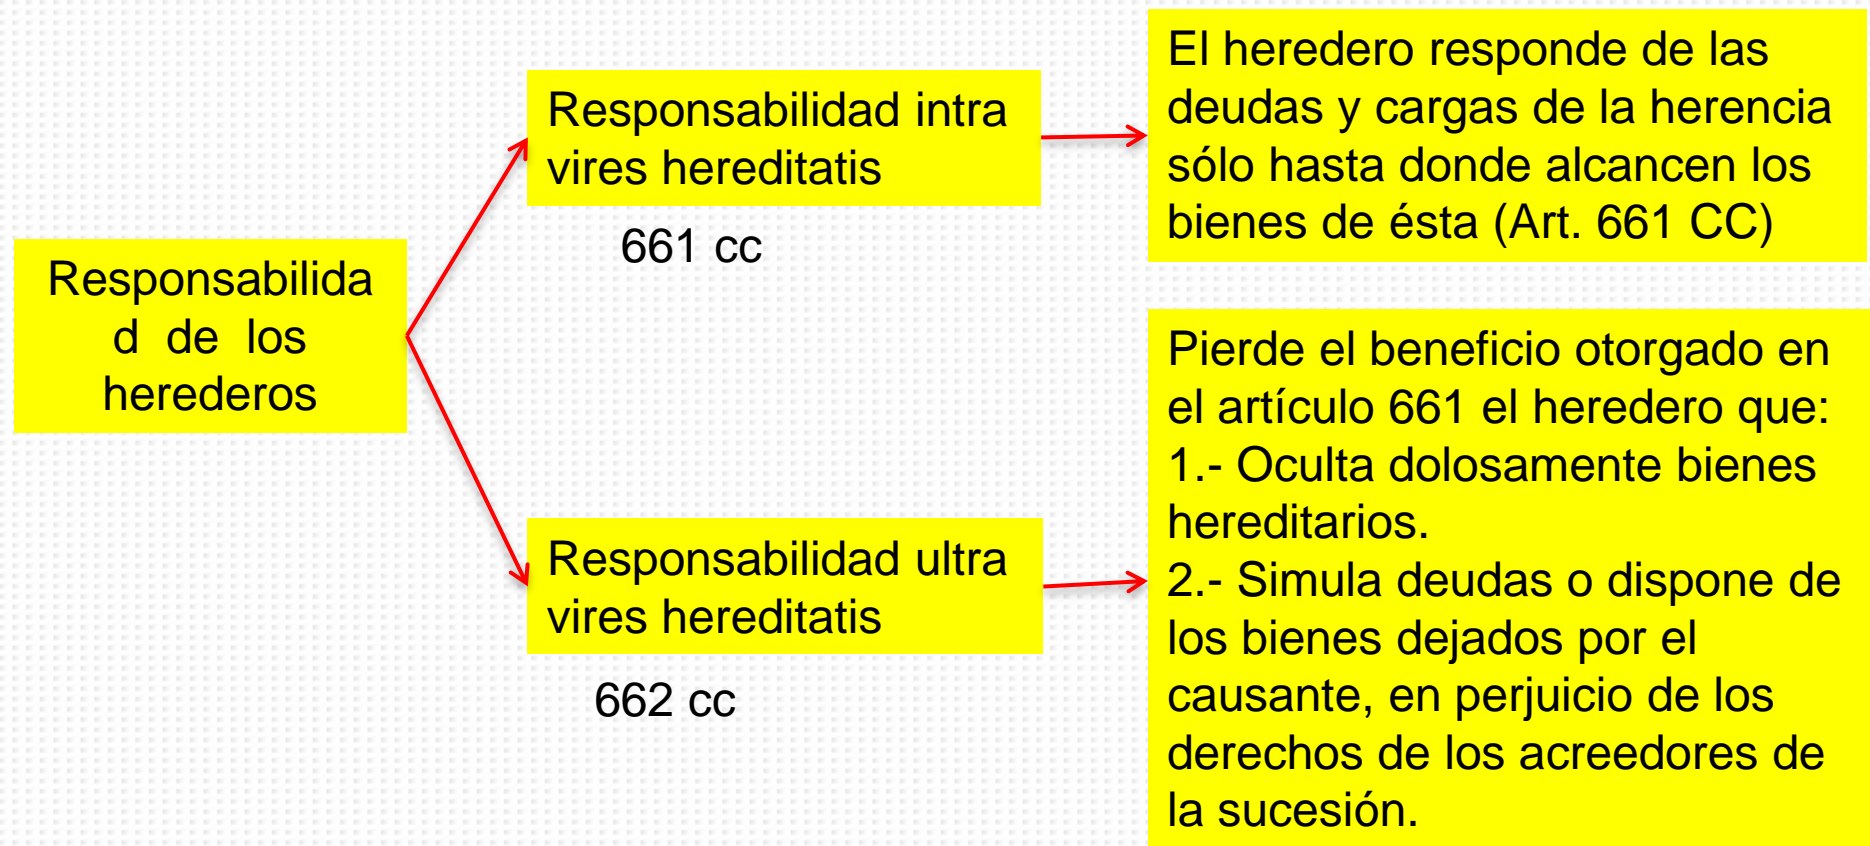 Responsabilida
d de los
herederos
Responsabilidad intra
vires hereditatis
661 cc
El heredero responde de las
deudas y cargas de la herencia
sólo hasta donde alcancen los
bienes de ésta (Art. 661 CC)
Responsabilidad ultra
vires hereditatis
662 cc
Pierde el beneficio otorgado en
el artículo 661 el heredero que:
1.- Oculta dolosamente bienes
hereditarios.
2.- Simula deudas o dispone de
los bienes dejados por el
causante, en perjuicio de los
derechos de los acreedores de
la sucesión.